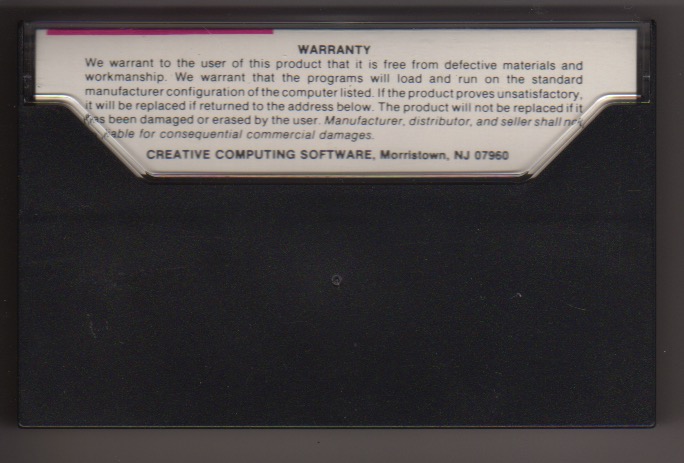 WARRANTY
We warrant to the user of this product that it is free from defective materials and
workmanship. We warrant that the programs will load and run on the standard
manufacturer configuration of the computer listed. If the product proves unsatisfactory,
it will be replaced if returned to the address below. The product will not be replaced if it
has been damaged or erased by the user. Manufacturer, distributor, and seller shall not
able for consequential commercial damages.
CREATIVE COMPUTING SOFTWARE, Morristown, NJ 07960